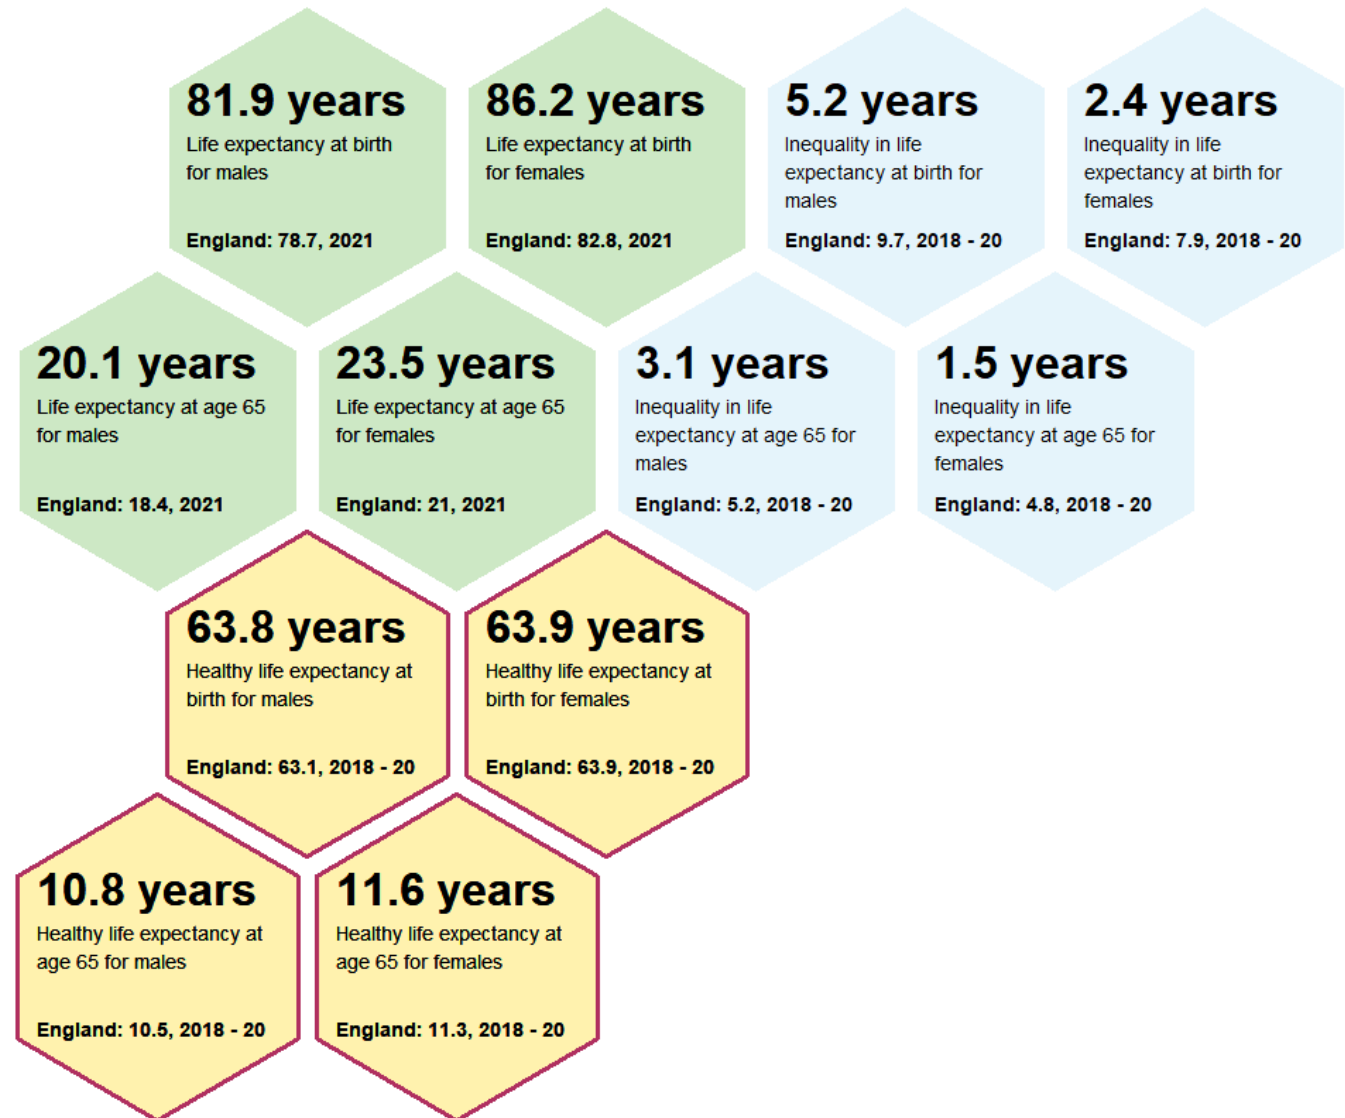 81.9 years
Life expectancy at birth
for males
England: 78.7, 2021
86.2 years
Life expectancy at birth
for females
England: 82.8, 2021
5.2 years
Inequality in life
expectancy at birth for
males
England: 9.7, 2018 - 20
2.4 years
Inequality in life
expectancy at birth for
females
England: 7.9, 2018 - 20
20.1 years
Life expectancy at age 65
for males
England: 18.4, 2021
23.5 years
Life expectancy at age 65
for females
England: 21, 2021
3.1 years
Inequality in life
expectancy at age 65 for
males
England: 5.2, 2018 - 20
1.5 years
Inequality in life
expectancy at age 65 for
females
England: 4.8, 2018 - 20
63.8 years
Healthy life expectancy at
birth for males
England: 63.1, 2018 - 20
63.9 years
Healthy life expectancy at
birth for females
England: 63.9, 2018 - 20
10.8 years
Healthy life expectancy at
age 65 for males
England: 10.5, 2018 - 20
11.6 years
Healthy life expectancy at
age 65 for females
England: 11.3, 2018 - 20